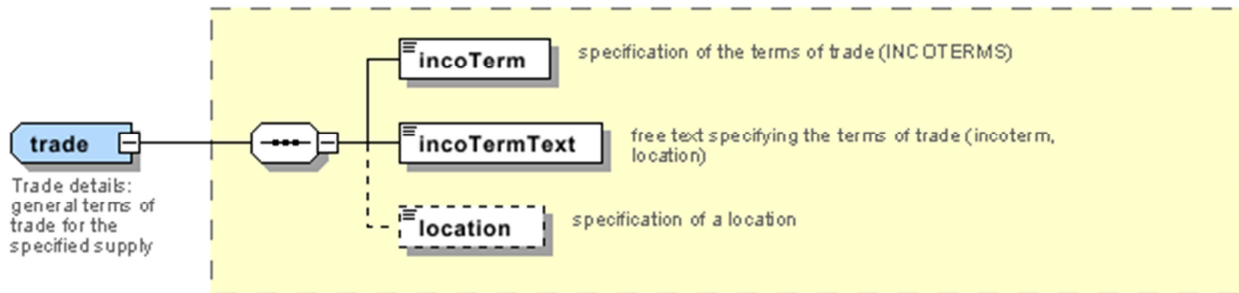 incoTerm
specification of the terms of trade (INCOTERMS)
trade
incoTermText
free text specifying the terms of trade (incoterm,
location)
Trade details:
general terms of
trade for the
specified supply
location
specification of a location